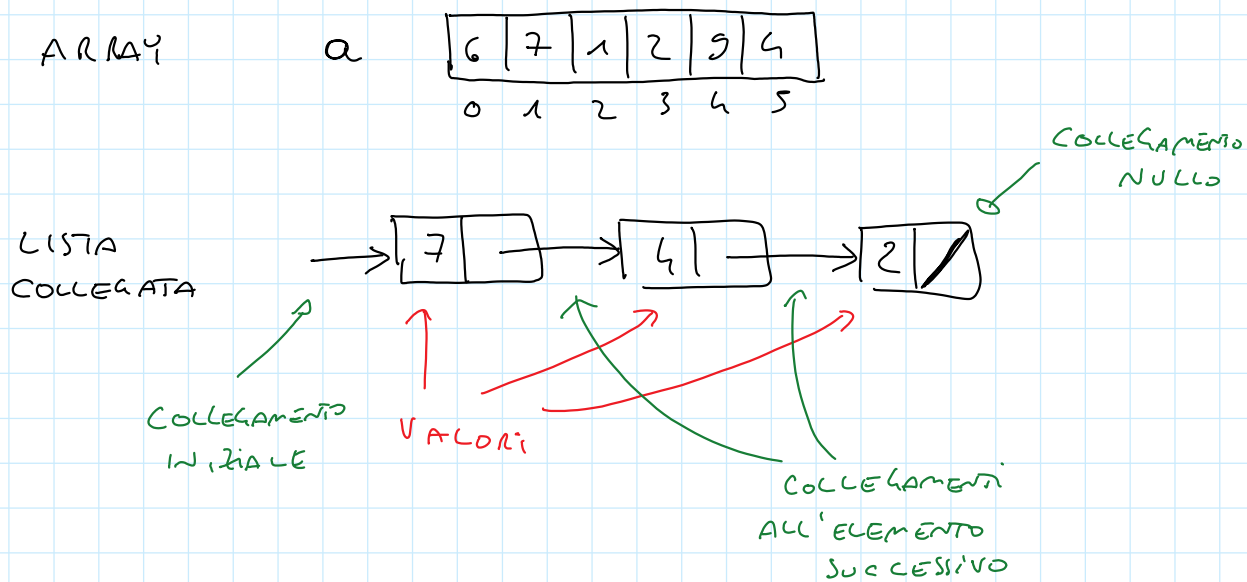 ARRAY a 6 7 1 2 9 4
0 1 2 3 4 5
COLLEGAMENTO
NULLO
LISTA
COLLEGATA
7 4 2
COLLEGAMENTO
INIZIALE
VALORI
COLLEGAMENTI
ALL'ELEMENTO
SUCCESSIVO